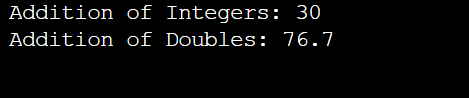 Addition of Integers: 30
Addition of Doubles: 76.7